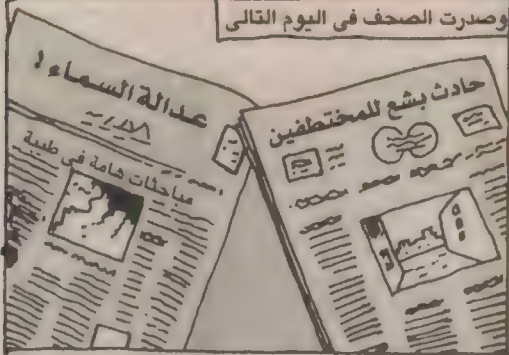 وصدرت الصحف فى اليوم التالى
حادث بشع للمختطفين
عدالة السماء !
مباحثات هامة فى طيبة